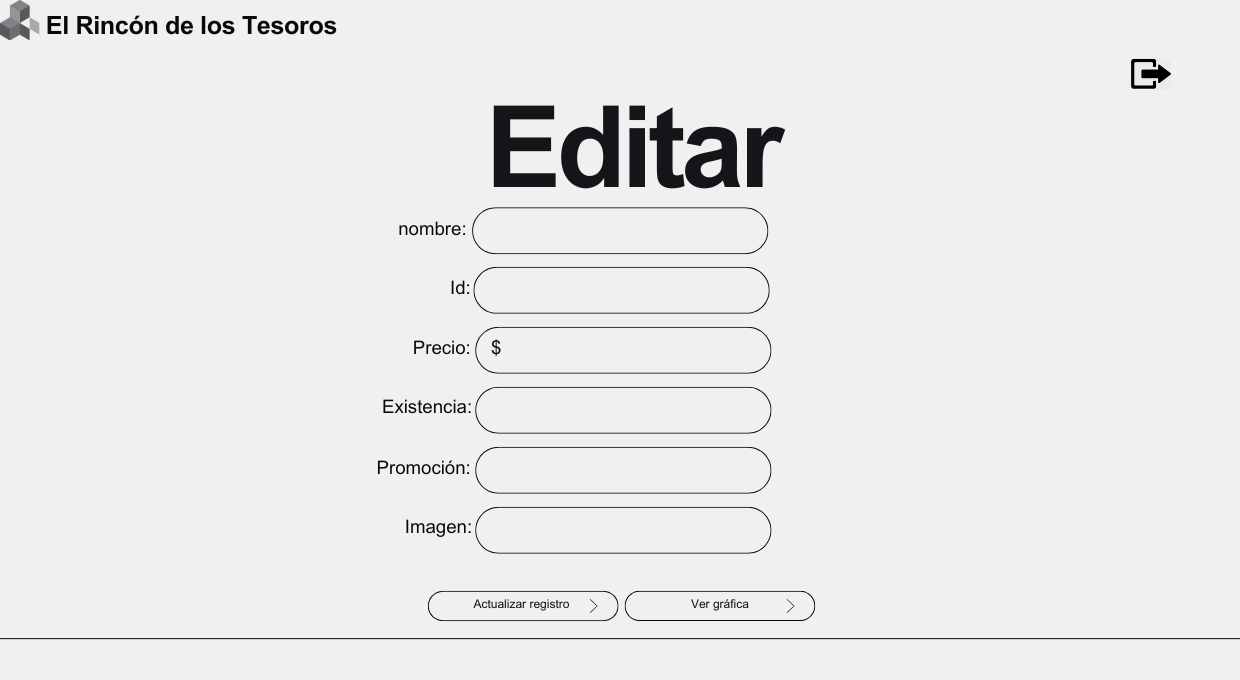 El Rincón de los Tesoros
Editar
nombre:
Id:
Precio: $
Existencia:
Promoción:
Imagen:
Actualizar registro
Ver gráfica